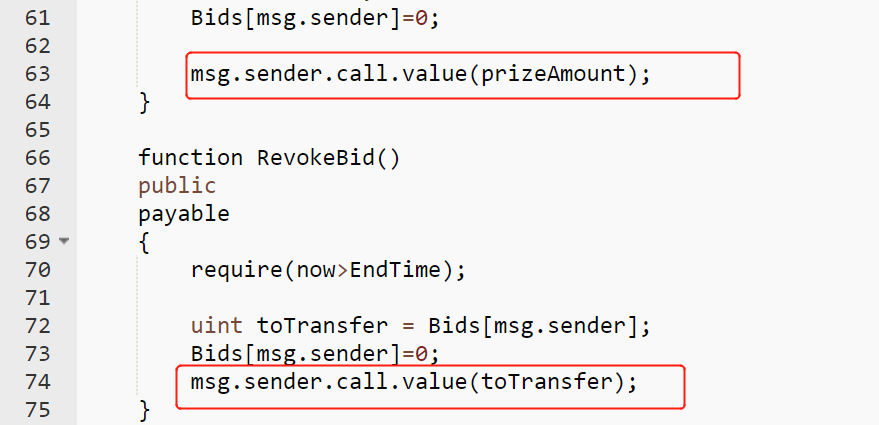 61 Bids[msg.sender]=0;
62
63 msg.sender.call.value(prizeAmount);
64 }
65
66 function RevokeBid()
67 public
68 payable
69 {
70 require(now>EndTime);
71
72 uint toTransfer = Bids[msg.sender];
73 Bids[msg.sender]=0;
74 msg.sender.call.value(toTransfer);
75 }